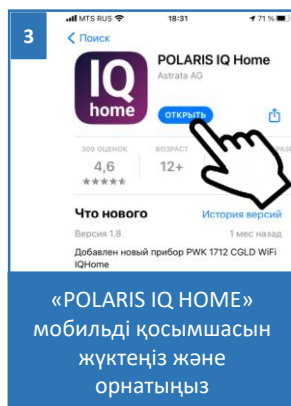 3
MTS RUS 18:31 71 %
Поиск
IQ
home
POLARIS IQ Home
Astrata AG
ОТКРЫТЬ
309 ОЦЕНОК ВОЗРАСТ
4,6 12+
Что нового История версий
Версия 1.8 1 мес назад
Добавлен новый прибор PWK 1712 CGLD WiFi
IQHome
«POLARIS IQ HOME»
мобильді қосымшасын
жүктеңіз және
орнатыңыз